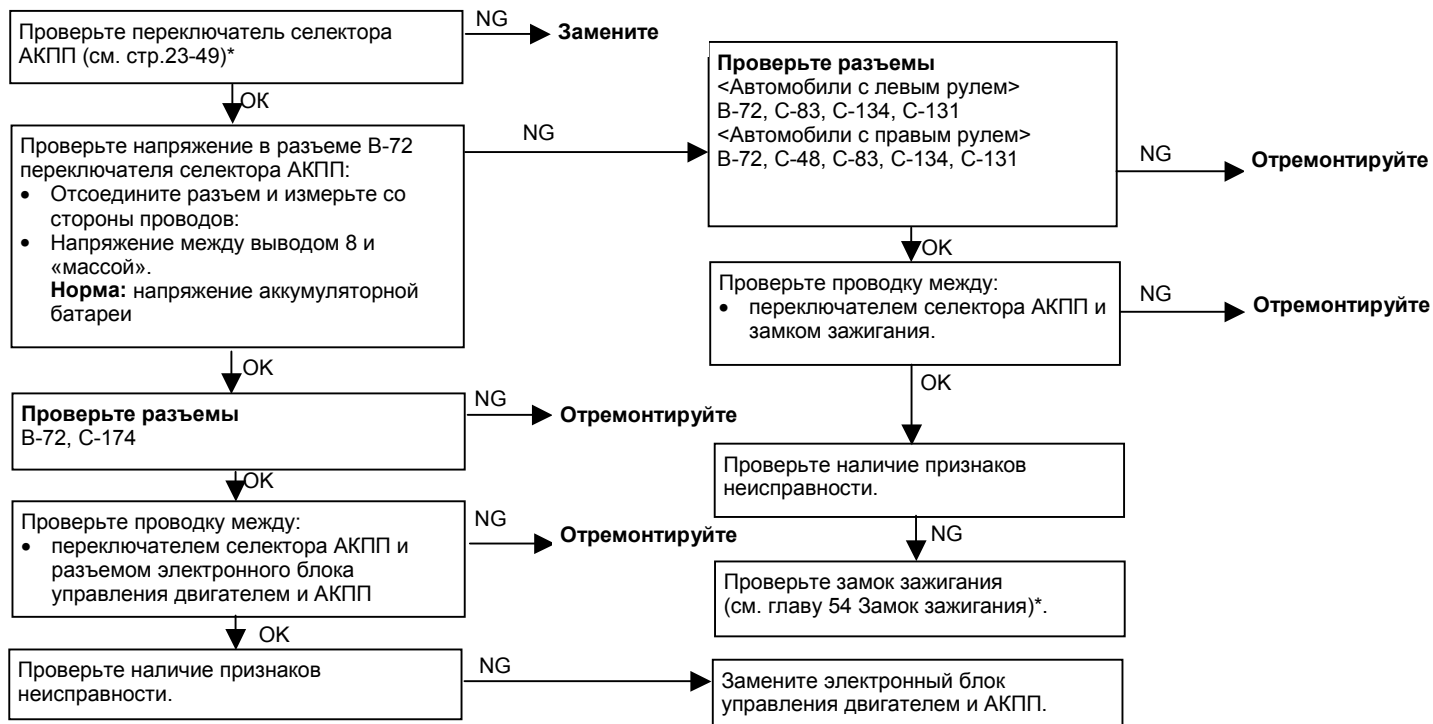 Проверьте переключатель селектора
АКПП (см. стр.23-49)*
NG
Замените
OK
Проверьте напряжение в разъеме B-72
переключателя селектора АКПП:
• Отсоедините разъем и измерьте со
стороны проводов:
• Напряжение между выводом 8 и
«массой».
Норма: напряжение аккумуляторной
батареи
NG
Проверьте разъемы
<Автомобили с левым рулем>
B-72, C-83, C-134, C-131
<Автомобили с правым рулем>
B-72, C-48, C-83, C-134, C-131
NG
Отремонтируйте
OK
Проверьте проводку между:
• переключателем селектора АКПП и
замком зажигания.
NG
Отремонтируйте
OK
Проверьте наличие признаков
неисправности.
NG
Проверьте замок зажигания
(см. главу 54 Замок зажигания)*.
OK
Проверьте разъемы
B-72, C-174
NG
Отремонтируйте
OK
Проверьте проводку между:
• переключателем селектора АКПП и
разъемом электронного блока
управления двигателем и АКПП
NG
Отремонтируйте
OK
Проверьте наличие признаков
неисправности.
NG
Замените электронный блок
управления двигателем и АКПП.